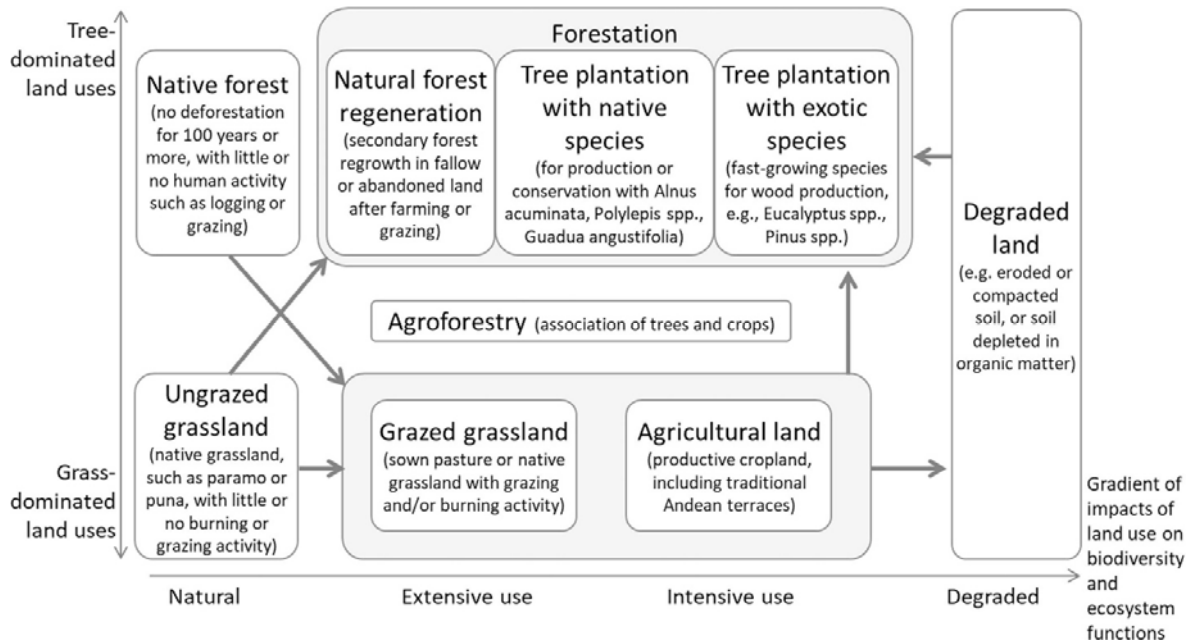 Tree-
dominated
land uses
Native forest
(no deforestation
for 100 years or
more, with little or
no human activity
such as logging or
grazing)
Forestation
Natural forest
regeneration
(secondary forest
regrowth in fallow
or abandoned land
after farming or
grazing)
Tree plantation
with native
species
(for production or
conservation with Alnus
acuminata, Polylepis spp.,
Guadua angustifolia)
Tree plantation
with exotic
species
(fast-growing species
for wood production,
e.g., Eucalyptus spp.,
Pinus spp.)
Degraded
land
(e.g. eroded or
compacted
soil, or soil
depleted in
organic matter)
Agroforestry (association of trees and crops)
Grass-
dominated
land uses
Ungrazed
grassland
(native grassland,
such as paramo or
puna, with little or
no burning or
grazing activity)
Grazed grassland
(sown pasture or native
grassland with grazing
and/or burning activity)
Agricultural land
(productive cropland,
including traditional
Andean terraces)
Natural
Extensive use
Intensive use
Degraded
Gradient of
impacts of
land use on
biodiversity
and
ecosystem
functions